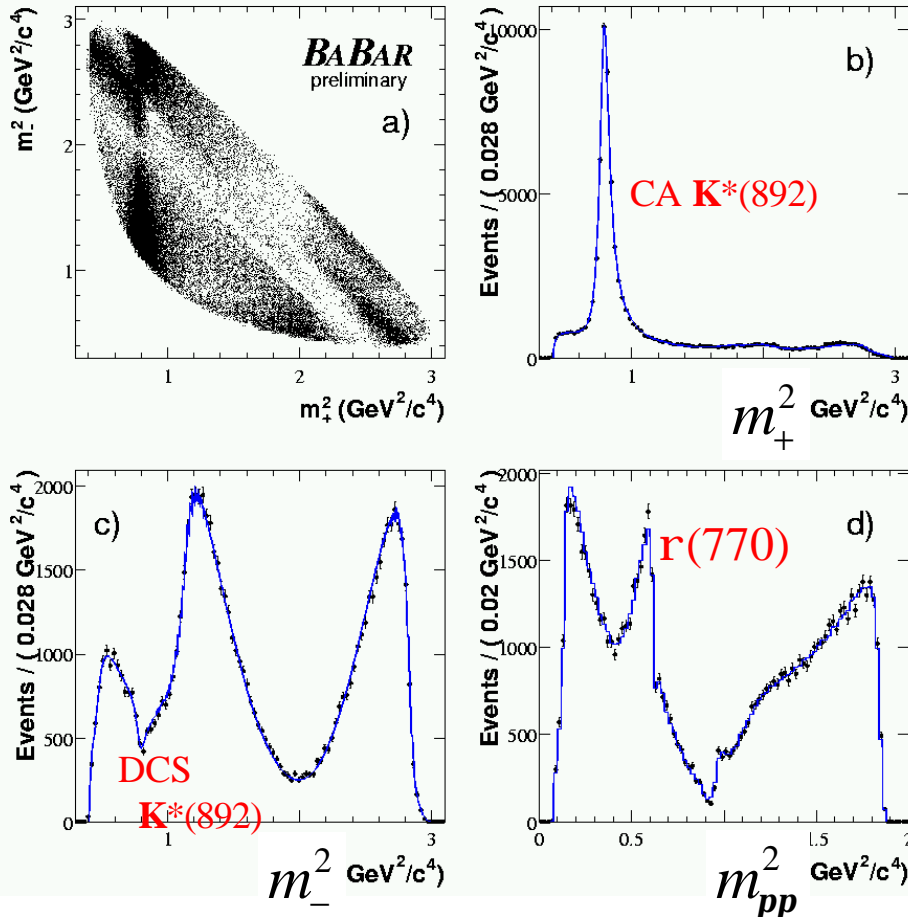 m²₋ (GeV²/c⁴)
3
2
1
BABAR
preliminary
a)
1
2
3
m²₊ (GeV²/c⁴)
Events / ( 0.028 GeV²/c⁴ )
10000
5000
0
b)
CA K*(892)
1
3
m²₊ GeV²/c⁴)
Events / ( 0.028 GeV²/c⁴ )
2000
1500
1000
500
0
c)
DCS
K*(892)
1
3
m²₋ GeV²/c⁴)
Events / ( 0.02 GeV²/c⁴ )
2000
1500
1000
500
0
d)
r(770)
0
0.5
1.5
2
m²pp GeV²/c⁴)